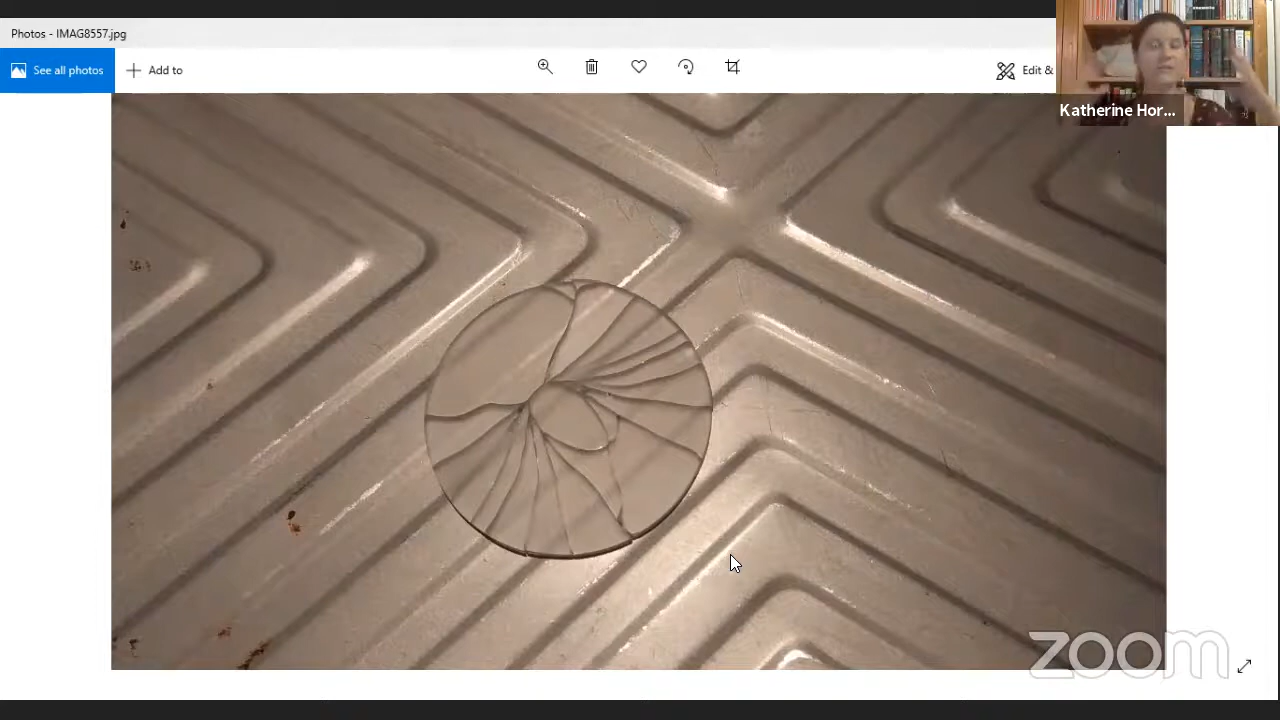 Photos - IMAG8557.jpg
See all photos
Add to
Edit &
Katherine Hor...
zoom